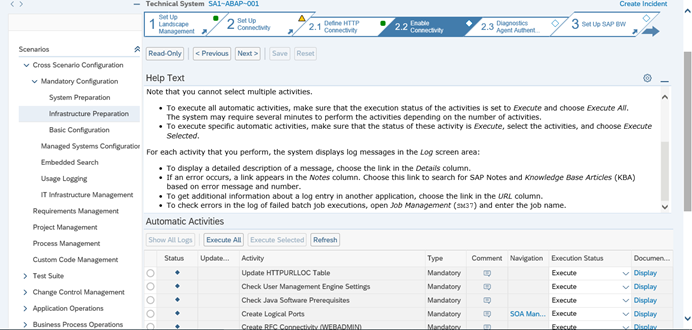 Technical System SA1~ABAP~001
Create Incident
1 Set Up Landscape Management
2 Set Up Connectivity
2.1 Define HTTP Connectivity
2.2 Enable Connectivity
2.3 Diagnostics Agent Authent...
3 Set Up SAP BW
Read-Only < Previous Next > Save Reset
Scenarios
Cross Scenario Configuration
Mandatory Configuration
System Preparation
Infrastructure Preparation
Basic Configuration
Managed Systems Configuration
Embedded Search
Usage Logging
IT Infrastructure Management
Requirements Management
Project Management
Process Management
Custom Code Management
Test Suite
Change Control Management
Application Operations
Business Process Operations
Help Text
Note that you cannot select multiple activities.
• To execute all automatic activities, make sure that the execution status of the activities is set to Execute and choose Execute All.
The system may require several minutes to perform the activities depending on the number of activities.
• To execute specific automatic activities, make sure that the status of these activity is Execute, select the activities, and choose Execute
Selected.
For each activity that you perform, the system displays log messages in the Log screen area:
• To display a detailed description of a message, choose the link in the Details column.
• If an error occurs, a link appears in the Notes column. Choose this link to search for SAP Notes and Knowledge Base Articles (KBA)
based on error message and number.
• To get additional information about a log entry in another application, choose the link in the URL column.
• To check errors in the log of failed batch job executions, open Job Management (SM37) and enter the job name.
Automatic Activities
Show All Logs Execute All Execute Selected Refresh
Status Update... Activity Type Comment Navigation Execution Status Documen...
Update HTTPURLLOC Table Mandatory Execute Display
Check User Management Engine Settings Mandatory Execute Display
Check Java Software Prerequisites Mandatory Execute Display
Create Logical Ports Mandatory SOA Man... Execute Display
Create RFC Connectivity (WEBADMIN) Mandatory Execute Display